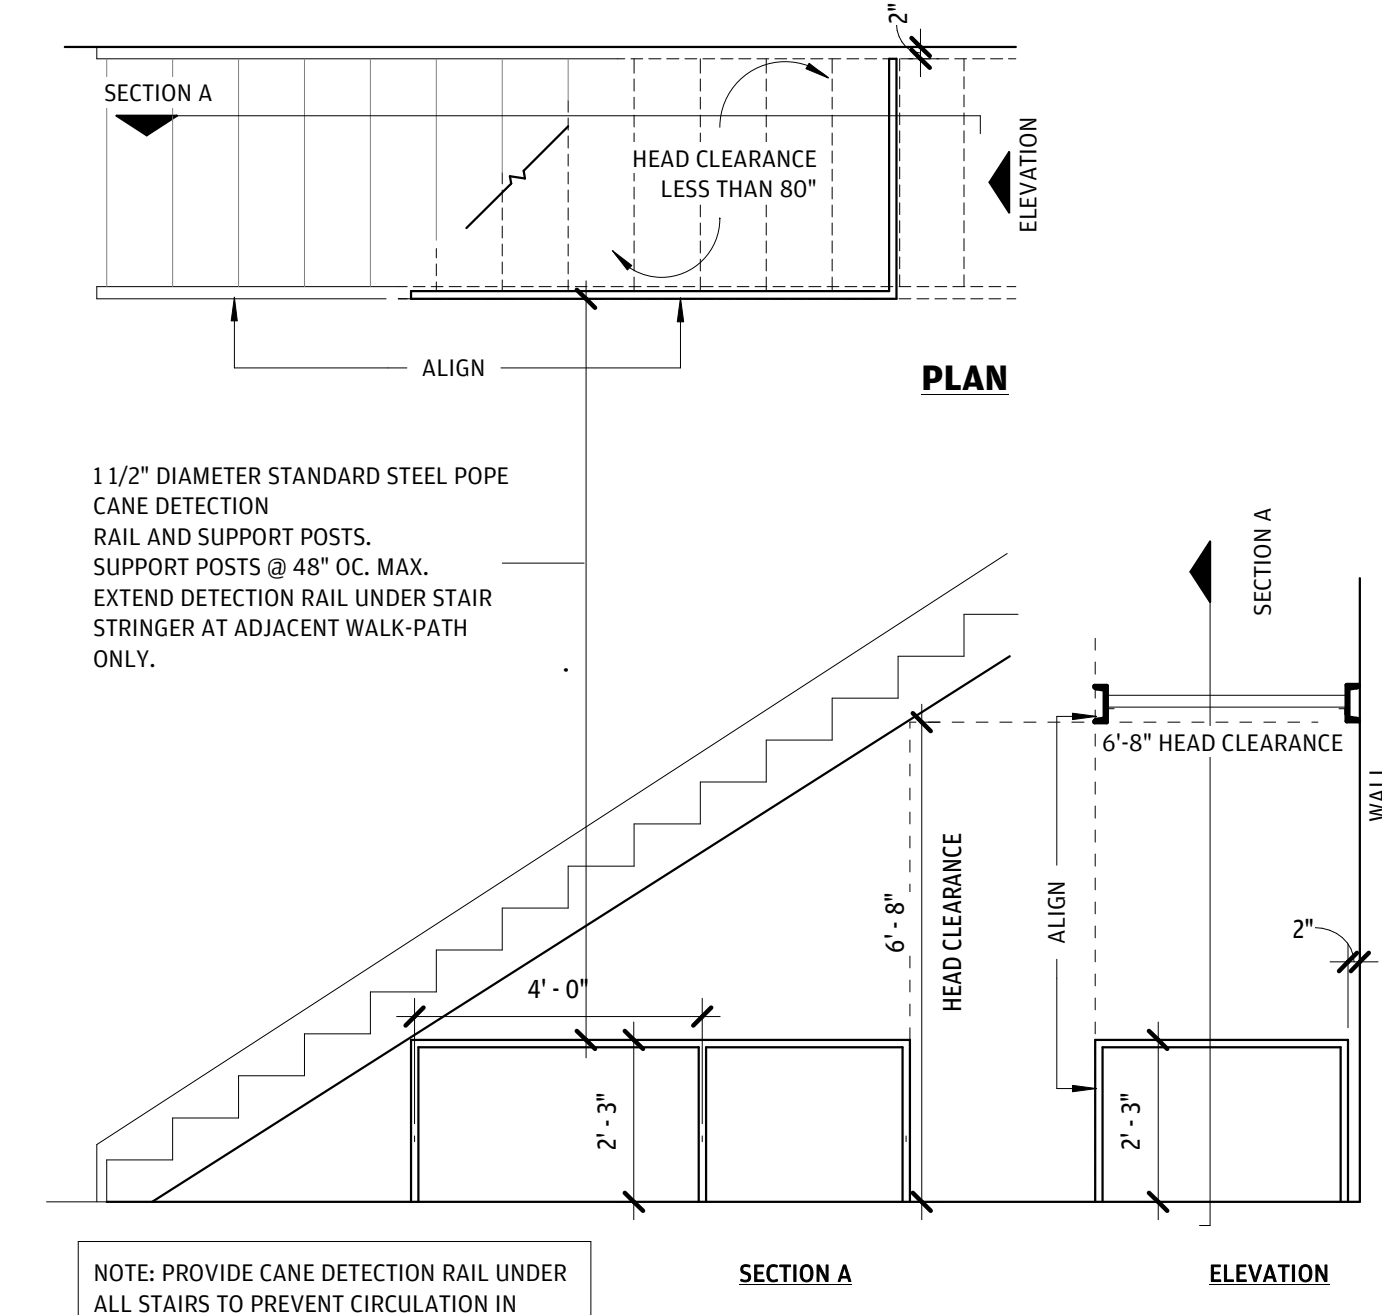 2"
SECTION A
HEAD CLEARANCE
LESS THAN 80"
ELEVATION
ALIGN
PLAN
1 1/2" DIAMETER STANDARD STEEL POPE
CANE DETECTION
RAIL AND SUPPORT POSTS.
SUPPORT POSTS @ 48" OC. MAX.
EXTEND DETECTION RAIL UNDER STAIR
STRINGER AT ADJACENT WALK-PATH
ONLY.
SECTION A
6'-8" HEAD CLEARANCE
WALL
6' - 8"
HEAD CLEARANCE
ALIGN
2"
4' - 0"
2' - 3"
2' - 3"
NOTE: PROVIDE CANE DETECTION RAIL UNDER
ALL STAIRS TO PREVENT CIRCULATION IN
SECTION A
ELEVATION